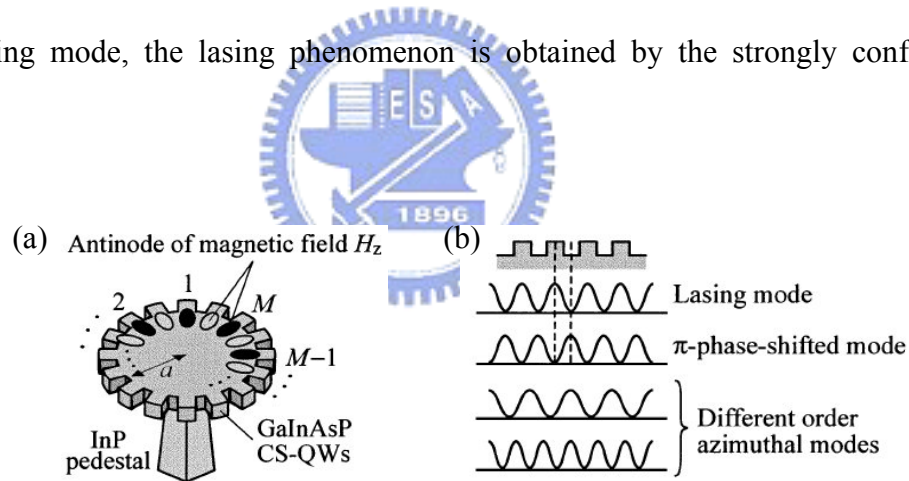 ing mode, the lasing phenomenon is obtained by the strongly conf
E S A
1896
(a) Antinode of magnetic field Hz
1
2
M
M−1
a
InP pedestal
GaInAsP CS-QWs
(b)
Lasing mode
π-phase-shifted mode
Different order azimuthal modes